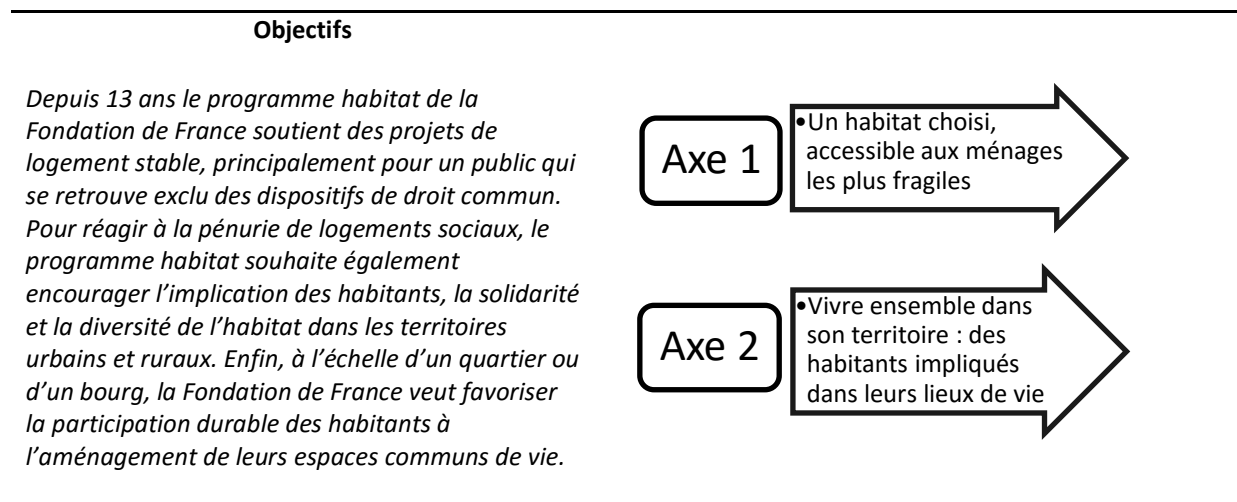 Objectifs
Depuis 13 ans le programme habitat de la
Fondation de France soutient des projets de
logement stable, principalement pour un public qui
se retrouve exclu des dispositifs de droit commun.
Pour réagir à la pénurie de logements sociaux, le
programme habitat souhaite également
encourager l’implication des habitants, la solidarité
et la diversité de l’habitat dans les territoires
urbains et ruraux. Enfin, à l’échelle d’un quartier ou
d’un bourg, la Fondation de France veut favoriser
la participation durable des habitants à
l’aménagement de leurs espaces communs de vie.
Axe 1
•Un habitat choisi,
accessible aux ménages
les plus fragiles
Axe 2
•Vivre ensemble dans
son territoire : des
habitants impliqués
dans leurs lieux de vie